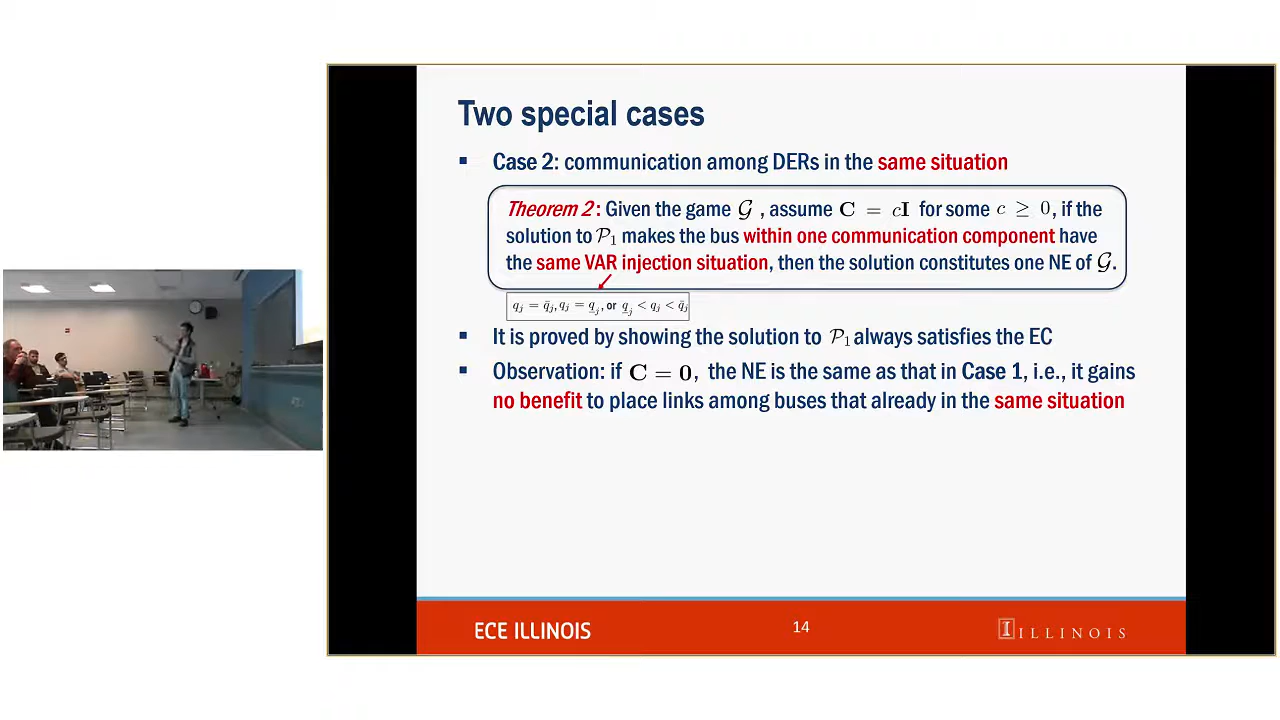 Two special cases
▪ Case 2: communication among DERs in the same situation
Theorem 2 : Given the game 𝒢 , assume C = cI for some c ≥ 0 , if the
solution to 𝒫₁ makes the bus within one communication component have
the same VAR injection situation, then the solution constitutes one NE of 𝒢.
q_j = q̄_j, q_j = q̲_j, or q̲_j < q_j < q̄_j
▪ It is proved by showing the solution to 𝒫₁ always satisfies the EC
▪ Observation: if C = 0, the NE is the same as that in Case 1, i.e., it gains
no benefit to place links among buses that already in the same situation
ECE ILLINOIS
14
I ILLINOIS